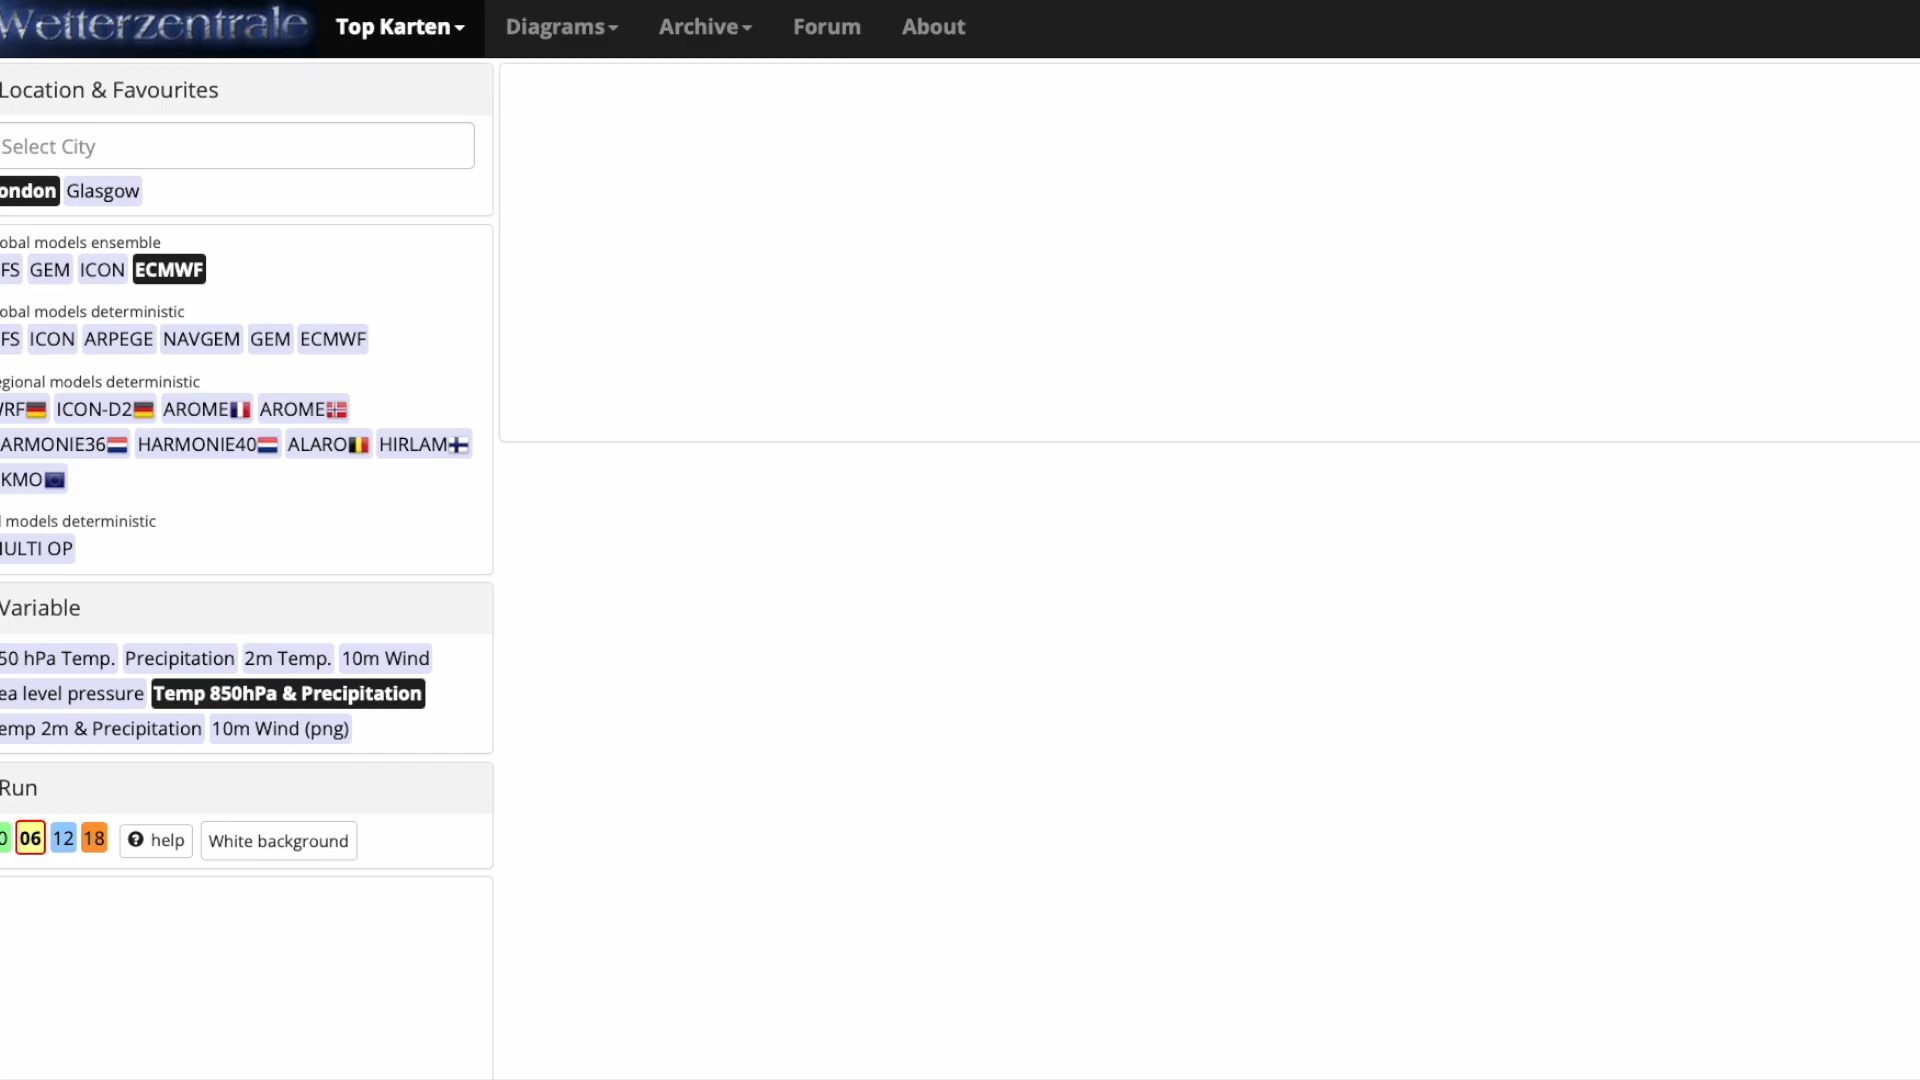 Wetterzentrale Top Karten Diagrams Archive Forum About
Location & Favourites
Select City
ondon Glasgow
obal models ensemble
FS GEM ICON ECMWF
obal models deterministic
FS ICON ARPEGE NAVGEM GEM ECMWF
egional models deterministic
RF ICON-D2 AROME AROME
ARMONIE36 HARMONIE40 ALARO HIRLAM
KMO
l models deterministic
ULTI OP
Variable
50 hPa Temp. Precipitation 2m Temp. 10m Wind
ea level pressure Temp 850hPa & Precipitation
emp 2m & Precipitation 10m Wind (png)
Run
0 06 12 18 help White background